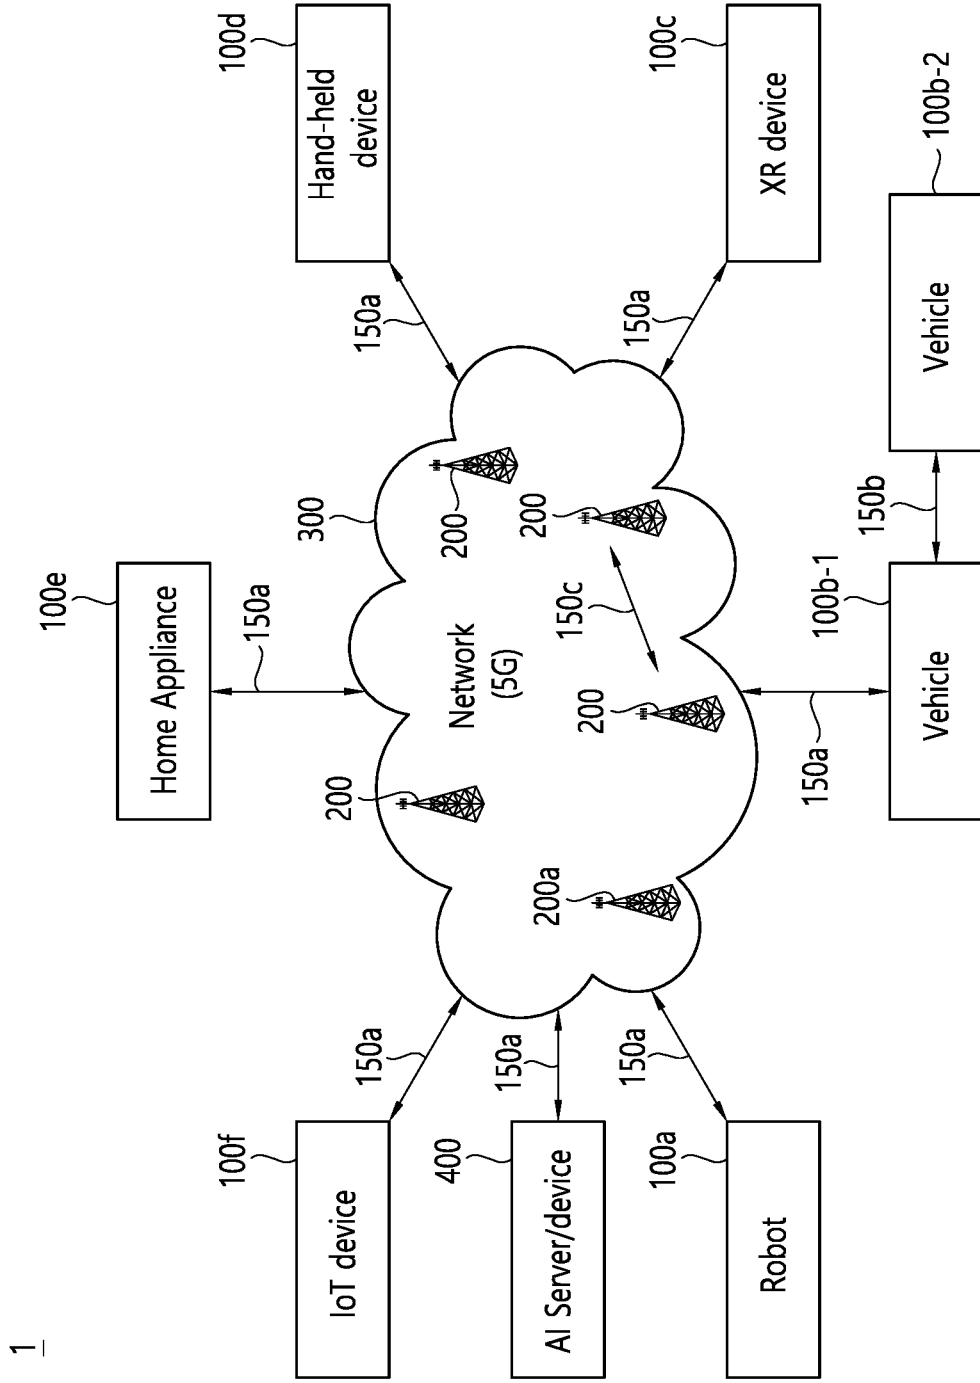 1
100e
Home Appliance
150a
100f
IoT device
150a
300
100d
Hand-held
device
150a
200
200
Network
(5G)
400
AI Server/device
150a
200a
200
200
150c
100a
Robot
150a
150a
100c
XR device
150a
100b-1
Vehicle
150b
100b-2
Vehicle